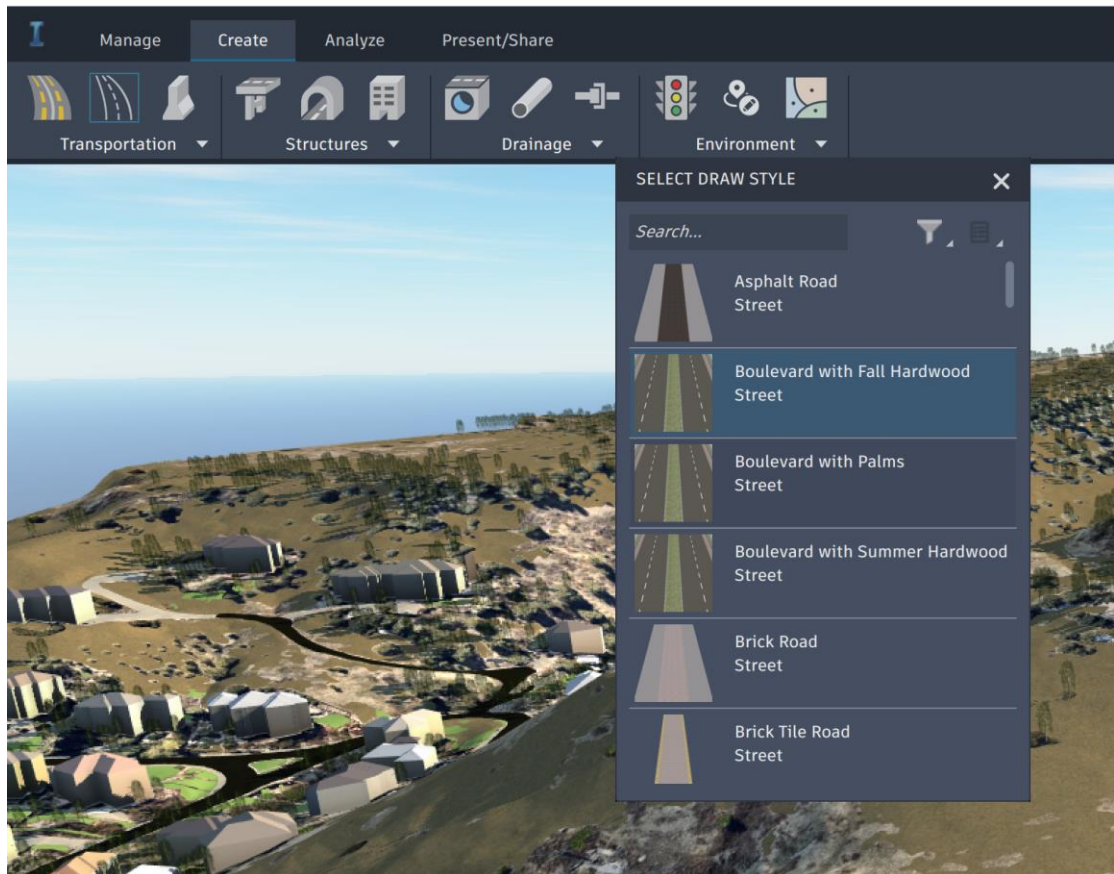 Manage Create Analyze Present/Share
Transportation Structures Drainage Environment
SELECT DRAW STYLE
Search...
Asphalt Road
Street
Boulevard with Fall Hardwood
Street
Boulevard with Palms
Street
Boulevard with Summer Hardwood
Street
Brick Road
Street
Brick Tile Road
Street